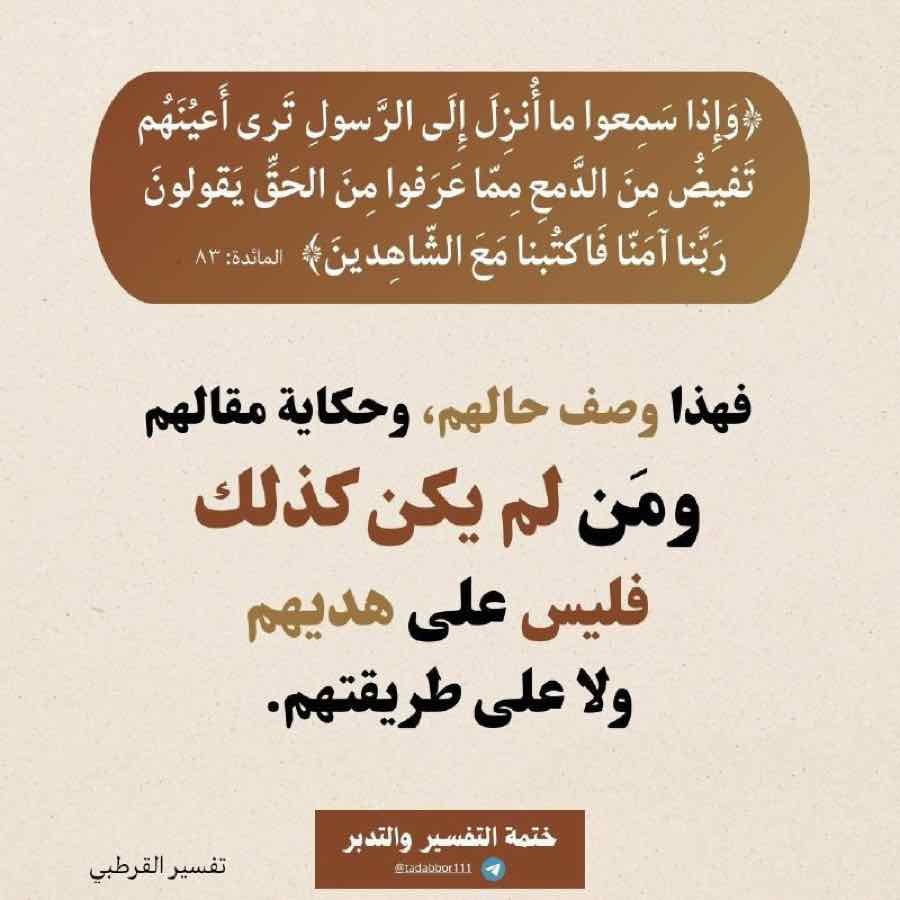 ﴿وَإِذا سَمِعوا ما أُنزِلَ إِلَى الرَّسولِ تَرى أَعيُنَهُم
تَفيضُ مِنَ الدَّمعِ مِمّا عَرَفوا مِنَ الحَقِّ يَقولونَ
رَبَّنا آمَنّا فَاكتُبنا مَعَ الشّاهِدينَ﴾ المائدة: ٨٣
فهذا وصف حالهم، وحكاية مقالهم
ومَن لم يكن كذلك
فليس على هديهم
ولا على طريقتهم.
ختمة التفسير والتدبر
@tadabbor111
تفسير القرطبي